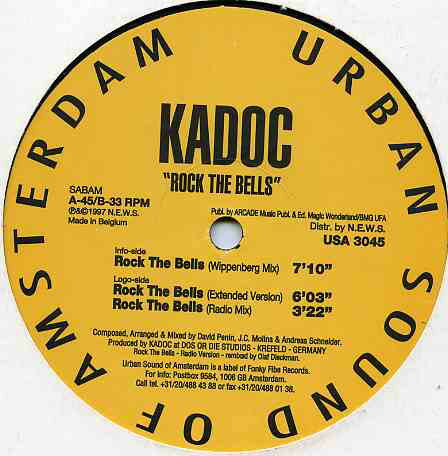 URBAN SOUND OF AMSTERDAM
KADOC
"ROCK THE BELLS"
SABAM
A-45/B-33 RPM
℗&©1997 N.E.W.S.
Made in Belgium
Publ. by ARCADE Music Publ. & Ed. Magic Wonderland/BMG UFA
Distr. by N.E.W.S.
USA 3045
Info-side
Rock The Bells (Wippenberg Mix) 7'10"
Logo-side
Rock The Bells (Extended Version) 6'03"
Rock The Bells (Radio Mix) 3'22"
Composed, Arranged & Mixed by David Penin, J.C. Molina & Andreas Schneider.
Produced by KADOC at DOS OR DIE STUDIOS - KREFELD - GERMANY
Rock The Bells - Radio Version - remixed by Olaf Dieckman.
Urban Sound of Amsterdam is a label of Fonky Fibe Records.
For Info: Postbox 9584, 1006 GB Amsterdam.
Call tel. +31/20/488 43 88 or fax +31/20/488 01 38.